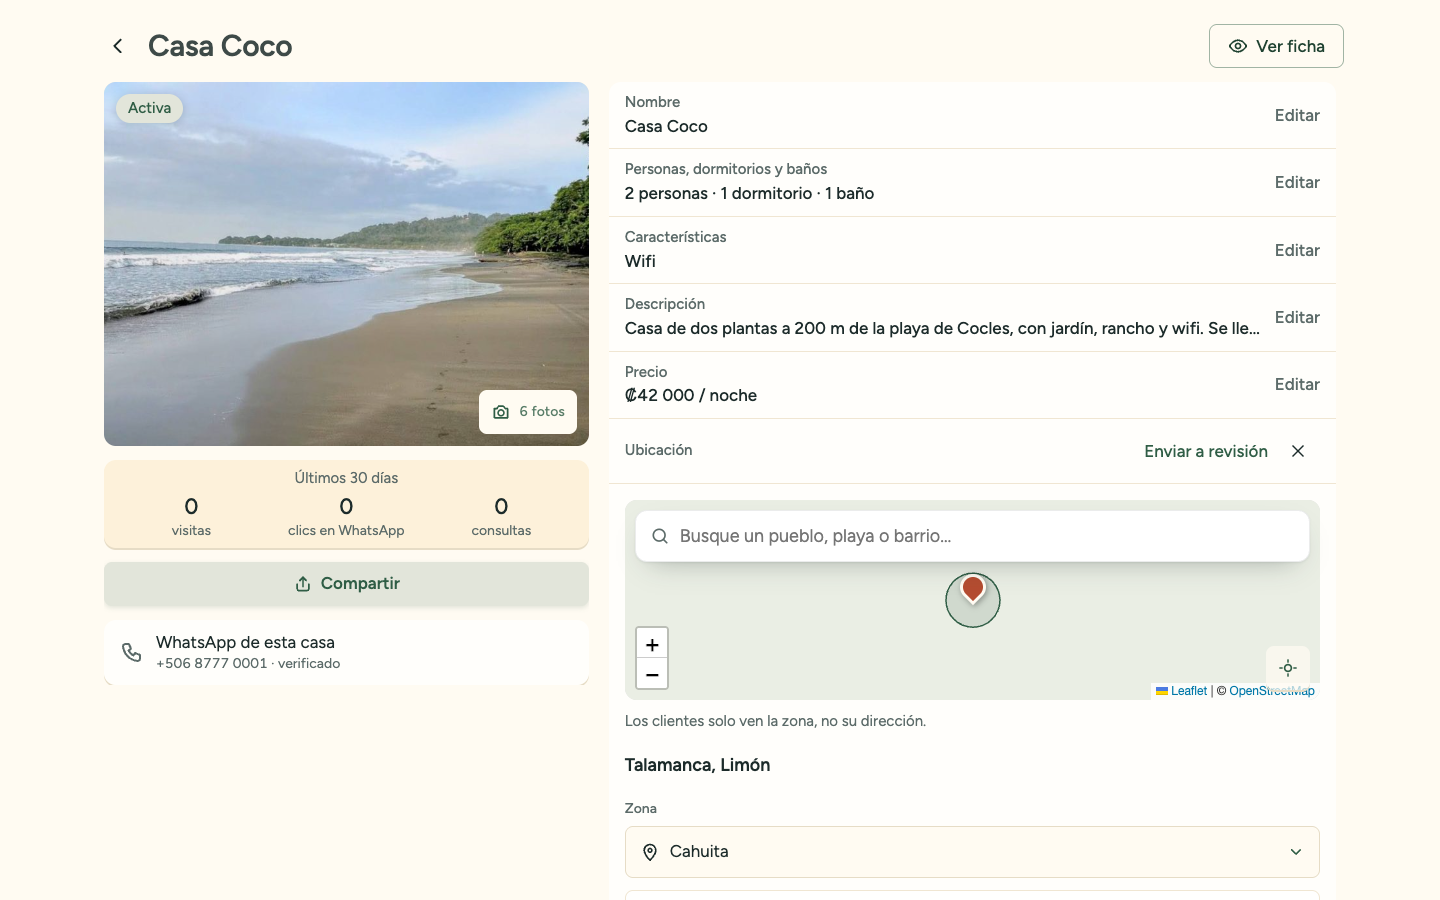 Casa Coco
Ver ficha
Activa
6 fotos
Últimos 30 días
0
visitas
0
clics en WhatsApp
0
consultas
Compartir
WhatsApp de esta casa
+506 8777 0001 · verificado
Nombre
Casa Coco
Editar
Personas, dormitorios y baños
2 personas · 1 dormitorio · 1 baño
Editar
Características
Wifi
Editar
Descripción
Casa de dos plantas a 200 m de la playa de Cocles, con jardín, rancho y wifi. Se lle...
Editar
Precio
₡42 000 / noche
Editar
Ubicación
Enviar a revisión
Busque un pueblo, playa o barrio...
+
−
Leaflet | © OpenStreetMap
Los clientes solo ven la zona, no su dirección.
Talamanca, Limón
Zona
Cahuita